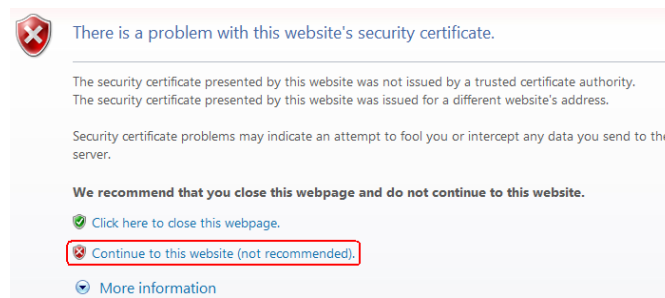 There is a problem with this website's security certificate.
The security certificate presented by this website was not issued by a trusted certificate authority.
The security certificate presented by this website was issued for a different website's address.
Security certificate problems may indicate an attempt to fool you or intercept any data you send to the
server.
We recommend that you close this webpage and do not continue to this website.
Click here to close this webpage.
Continue to this website (not recommended).
More information